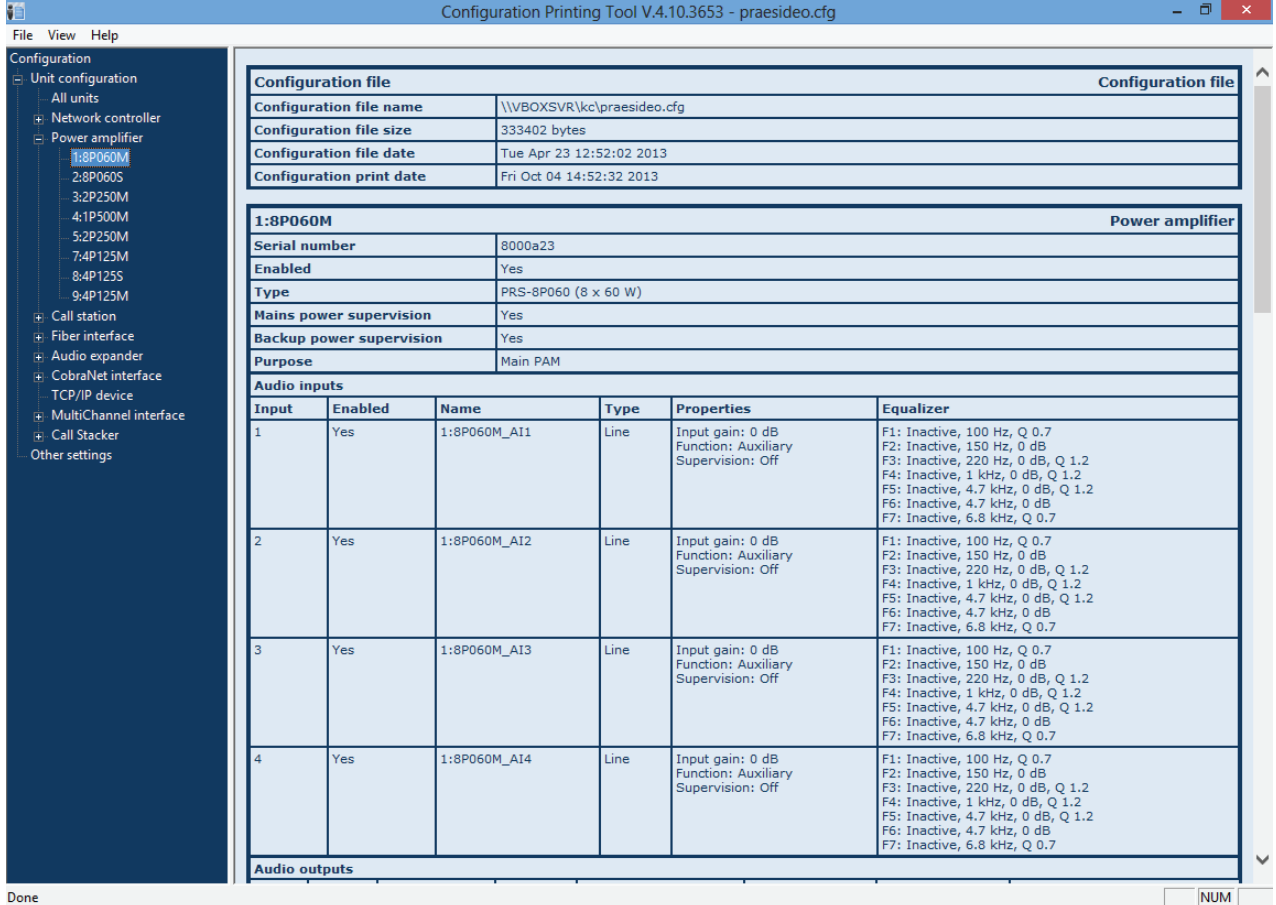 Configuration Printing Tool V.4.10.3653 - praesideo.cfg
File View Help
Configuration
Unit configuration
All units
Network controller
Power amplifier
1:8P060M
2:8P060S
3:2P250M
4:1P500M
5:2P250M
7:4P125M
8:4P125S
9:4P125M
Call station
Fiber interface
Audio expander
CobraNet interface
TCP/IP device
MultiChannel interface
Call Stacker
Other settings
Configuration file Configuration file
Configuration file name \\VBOXSVR\kc\praesideo.cfg
Configuration file size 333402 bytes
Configuration file date Tue Apr 23 12:52:02 2013
Configuration print date Fri Oct 04 14:52:32 2013
1:8P060M Power amplifier
Serial number 8000a23
Enabled Yes
Type PRS-8P060 (8 x 60 W)
Mains power supervision Yes
Backup power supervision Yes
Purpose Main PAM
Audio inputs
Input Enabled Name Type Properties Equalizer
1 Yes 1:8P060M_AI1 Line Input gain: 0 dB F1: Inactive, 100 Hz, Q 0.7
Function: Auxiliary F2: Inactive, 150 Hz, 0 dB
Supervision: Off F3: Inactive, 220 Hz, 0 dB, Q 1.2
F4: Inactive, 1 kHz, 0 dB, Q 1.2
F5: Inactive, 4.7 kHz, 0 dB, Q 1.2
F6: Inactive, 4.7 kHz, 0 dB
F7: Inactive, 6.8 kHz, Q 0.7
2 Yes 1:8P060M_AI2 Line Input gain: 0 dB F1: Inactive, 100 Hz, Q 0.7
Function: Auxiliary F2: Inactive, 150 Hz, 0 dB
Supervision: Off F3: Inactive, 220 Hz, 0 dB, Q 1.2
F4: Inactive, 1 kHz, 0 dB, Q 1.2
F5: Inactive, 4.7 kHz, 0 dB, Q 1.2
F6: Inactive, 4.7 kHz, 0 dB
F7: Inactive, 6.8 kHz, Q 0.7
3 Yes 1:8P060M_AI3 Line Input gain: 0 dB F1: Inactive, 100 Hz, Q 0.7
Function: Auxiliary F2: Inactive, 150 Hz, 0 dB
Supervision: Off F3: Inactive, 220 Hz, 0 dB, Q 1.2
F4: Inactive, 1 kHz, 0 dB, Q 1.2
F5: Inactive, 4.7 kHz, 0 dB, Q 1.2
F6: Inactive, 4.7 kHz, 0 dB
F7: Inactive, 6.8 kHz, Q 0.7
4 Yes 1:8P060M_AI4 Line Input gain: 0 dB F1: Inactive, 100 Hz, Q 0.7
Function: Auxiliary F2: Inactive, 150 Hz, 0 dB
Supervision: Off F3: Inactive, 220 Hz, 0 dB, Q 1.2
F4: Inactive, 1 kHz, 0 dB, Q 1.2
F5: Inactive, 4.7 kHz, 0 dB, Q 1.2
F6: Inactive, 4.7 kHz, 0 dB
F7: Inactive, 6.8 kHz, Q 0.7
Audio outputs
Done NUM